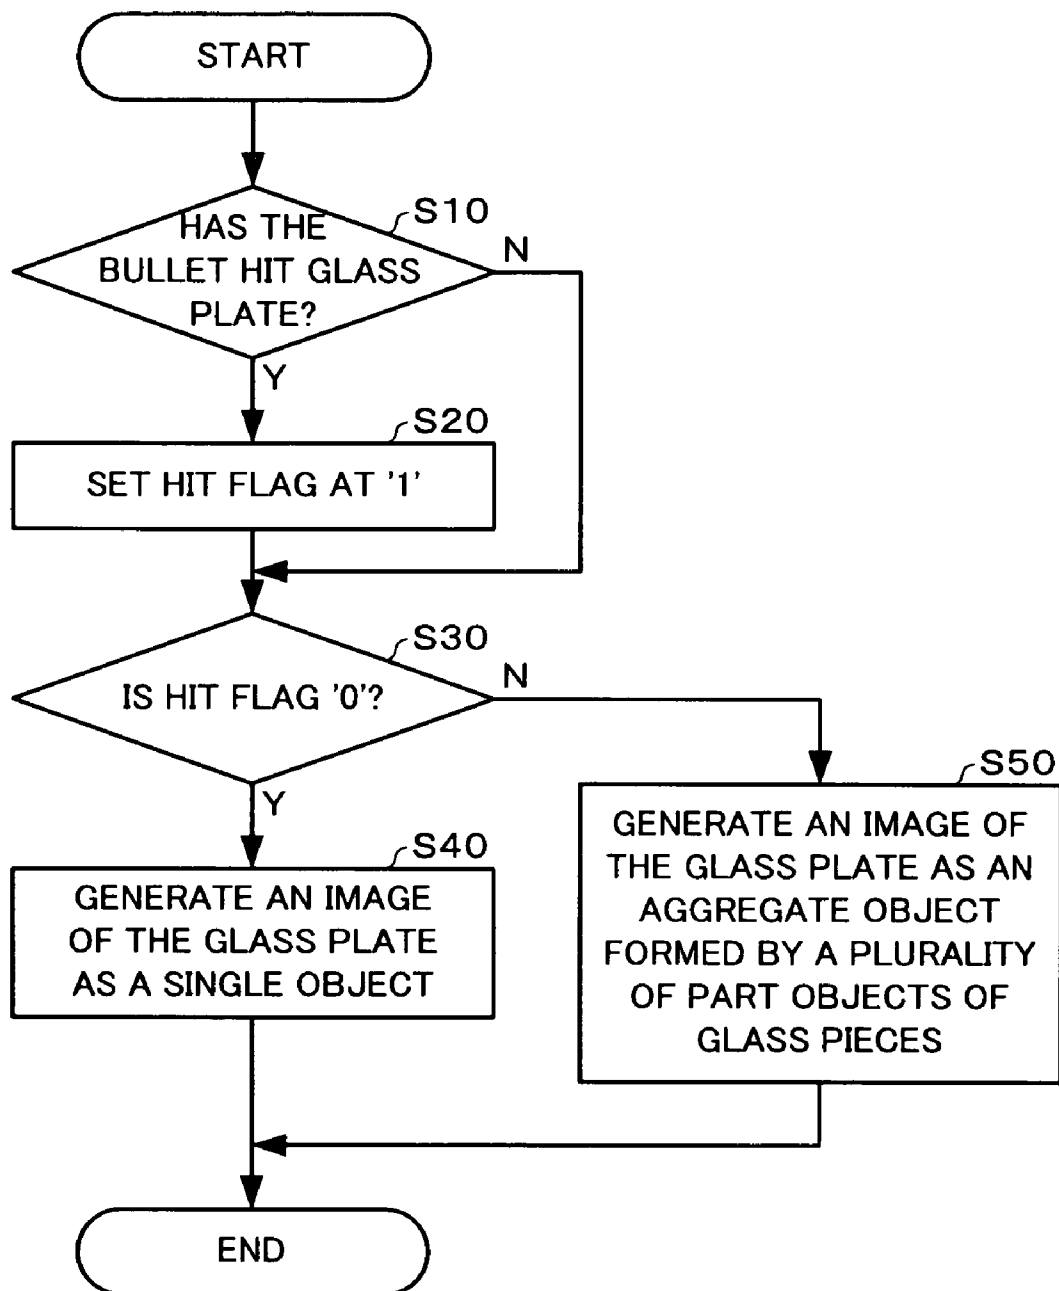 START
S10
HAS THE
BULLET HIT GLASS
PLATE?
N
Y
S20
SET HIT FLAG AT '1'
S30
IS HIT FLAG '0'?
N
Y
S40
GENERATE AN IMAGE
OF THE GLASS PLATE
AS A SINGLE OBJECT
S50
GENERATE AN IMAGE OF
THE GLASS PLATE AS AN
AGGREGATE OBJECT
FORMED BY A PLURALITY
OF PART OBJECTS OF
GLASS PIECES
END